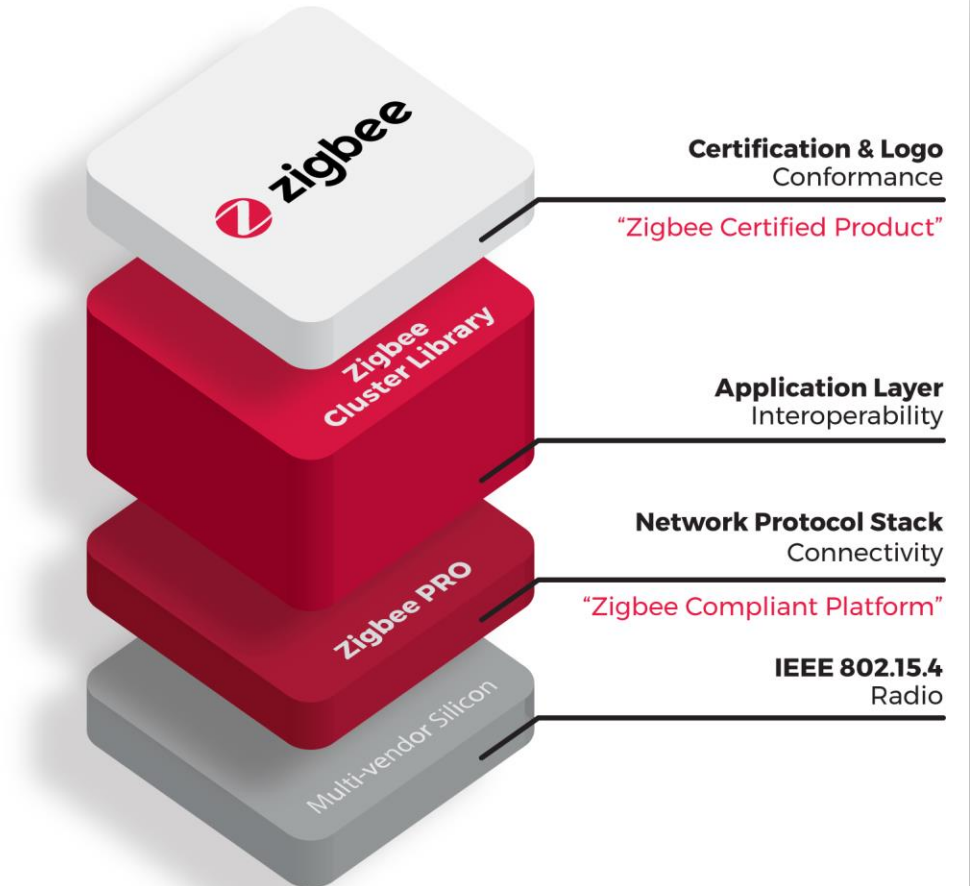 zigbee
Certification & Logo
Conformance
“Zigbee Certified Product”
Zigbee
Cluster Library
Application Layer
Interoperability
Network Protocol Stack
Connectivity
Zigbee PRO
“Zigbee Compliant Platform”
IEEE 802.15.4
Radio
Multi-vendor Silicon